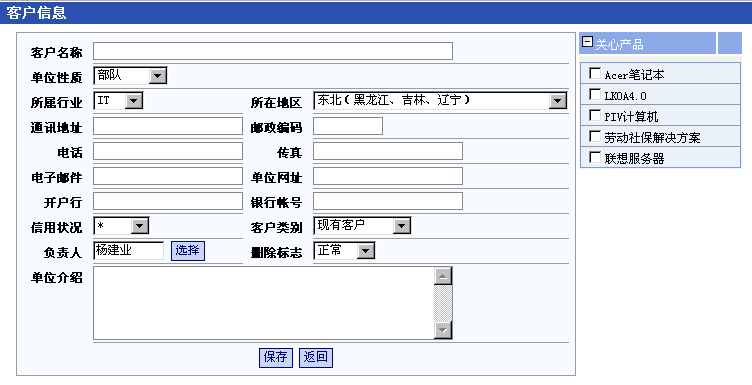 客户信息
客户名称
单位性质 部队
所属行业 IT 所在地区 东北(黑龙江、吉林、辽宁)
通讯地址 邮政编码
电话 传真
电子邮件 单位网址
开户行 银行帐号
信用状况 * 客户类别 现有客户
负责人 杨建业 选择 删除标志 正常
单位介绍
保存 返回
关心产品
Acer笔记本
LKOA4.0
PIV计算机
劳动社保解决方案
联想服务器